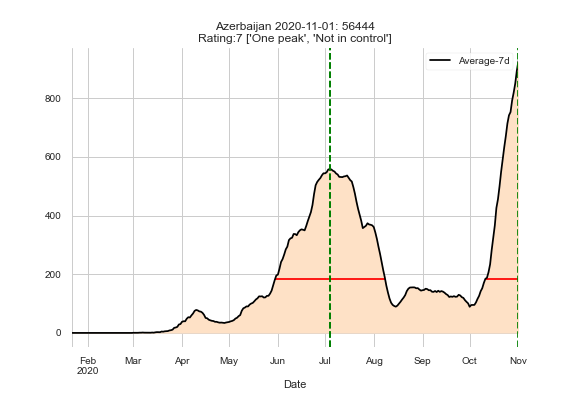 Azerbaijan 2020-11-01: 56444
Rating:7 ['One peak', 'Not in control']
Average-7d
800
600
400
200
0
Feb Mar Apr May Jun Jul Aug Sep Oct Nov
2020
Date